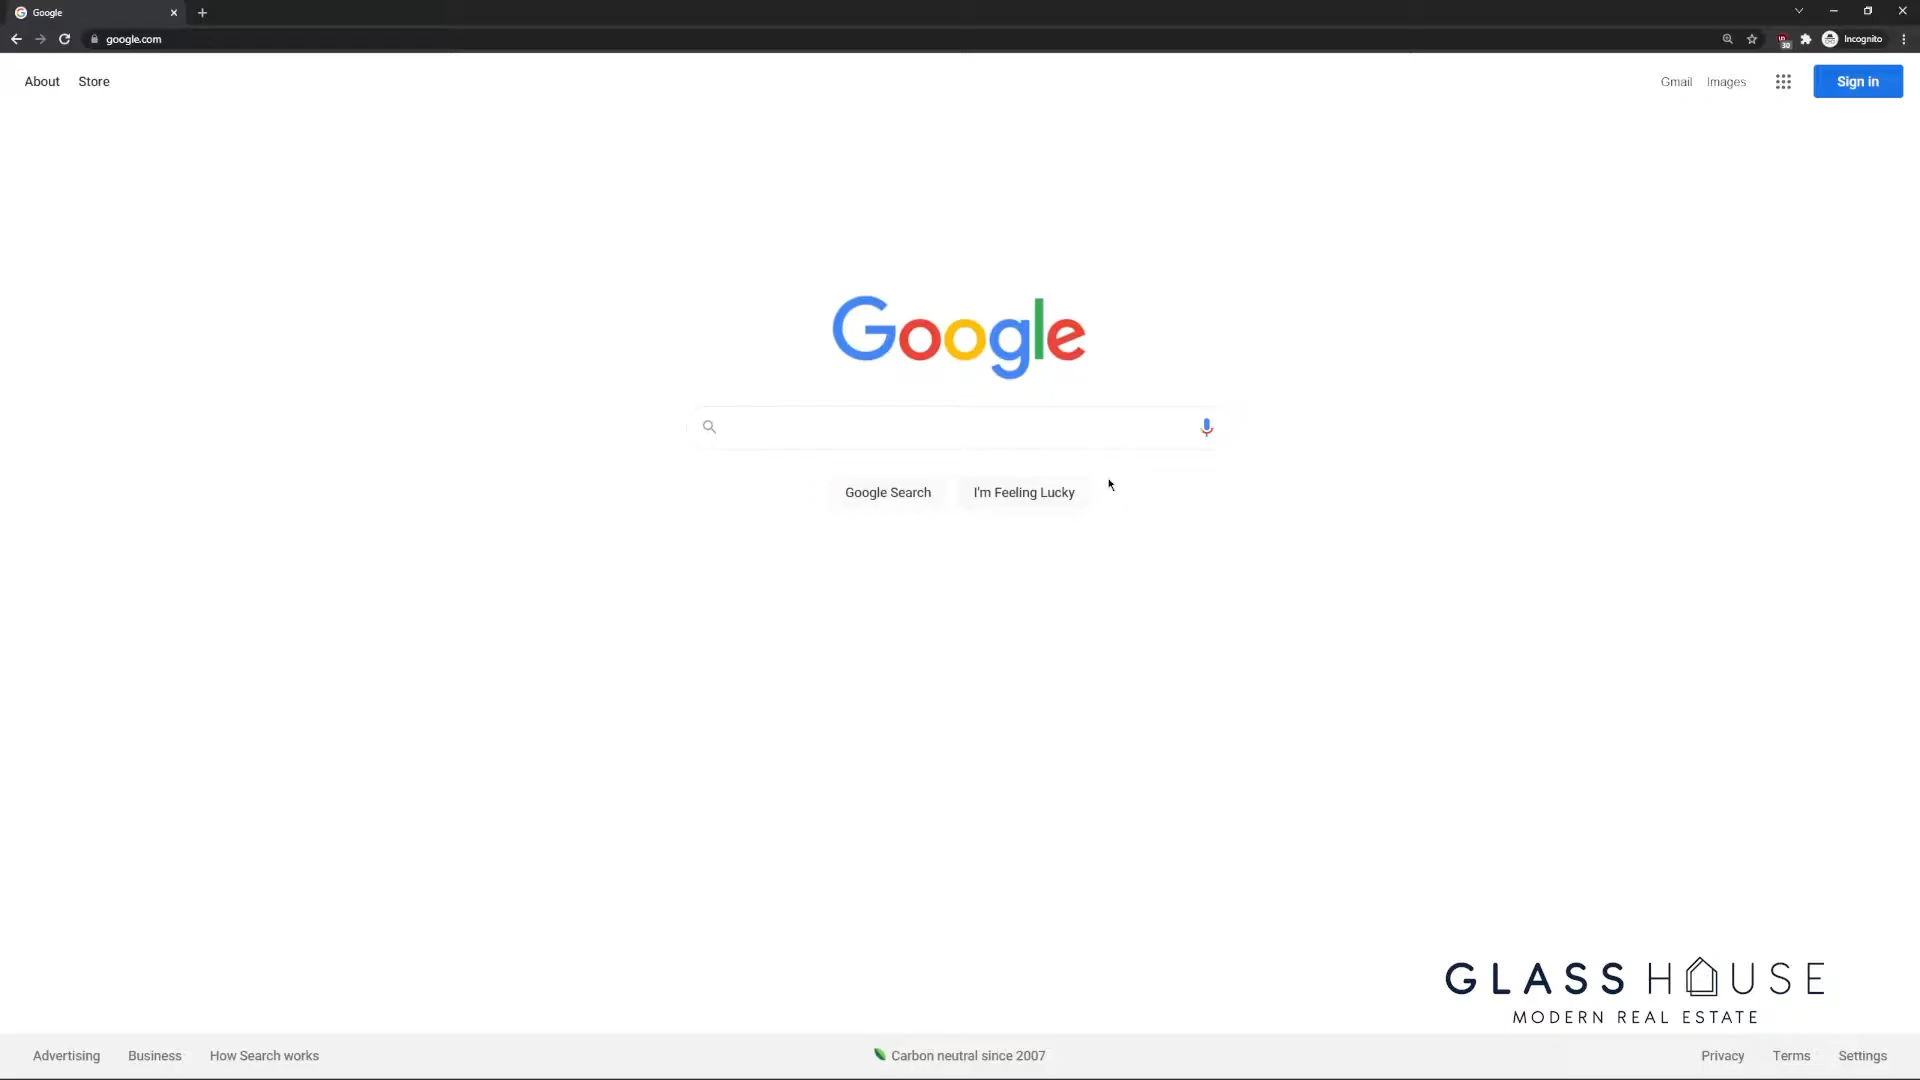 Google
google.com
30
Incognito
About Store
Gmail Images
Sign in
Google
Google Search I'm Feeling Lucky
GLASS HOUSE
MODERN REAL ESTATE
Advertising Business How Search works
Carbon neutral since 2007
Privacy Terms Settings